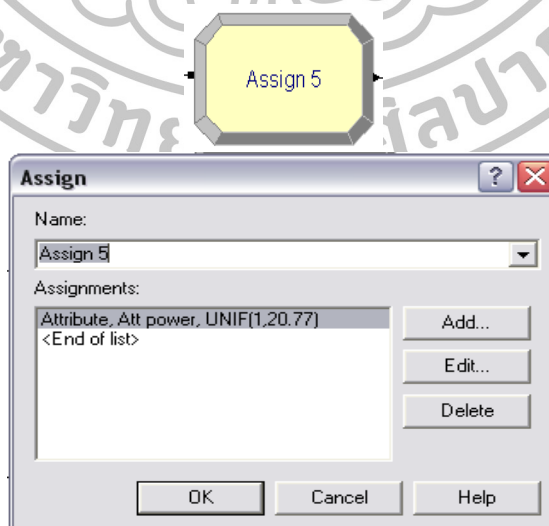 Assign 5
Assign
Name:
Assign 5
Assignments:
Attribute, Att power, UNIF(1,20.77)
<End of list>
Add...
Edit...
Delete
OK
Cancel
Help